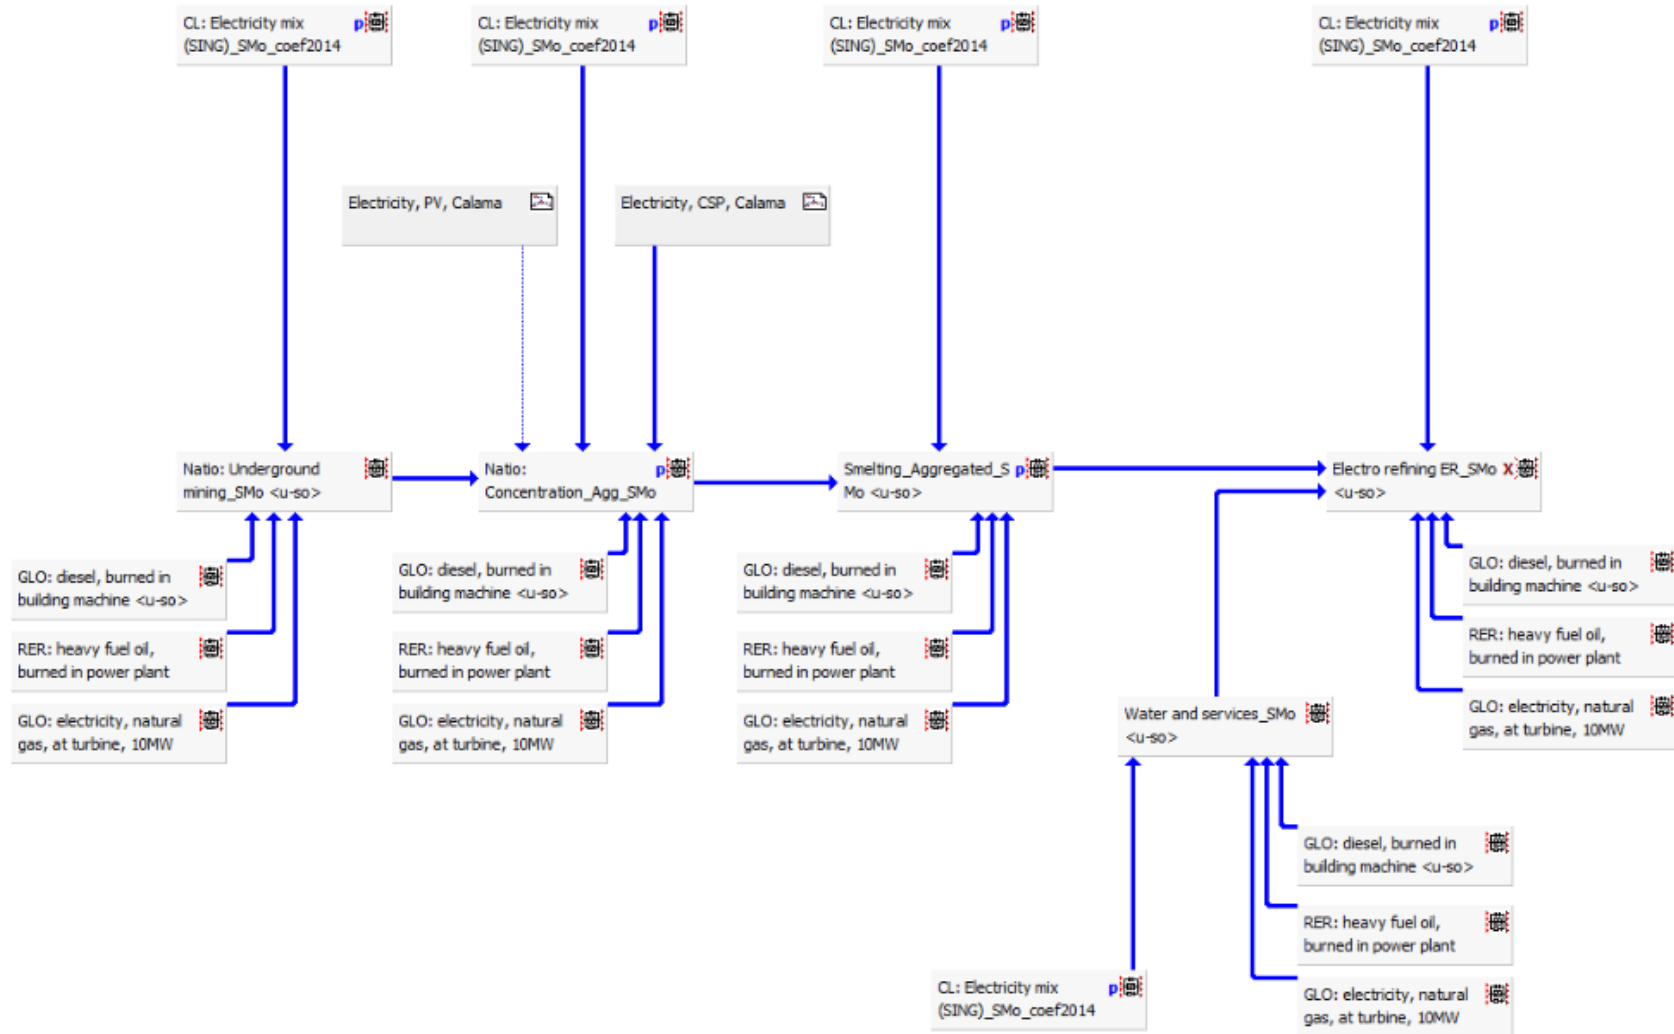 CL: Electricity mix p
(SING)_SMo_coef2014
CL: Electricity mix p
(SING)_SMo_coef2014
CL: Electricity mix p
(SING)_SMo_coef2014
CL: Electricity mix p
(SING)_SMo_coef2014
Electricity, PV, Calama
Electricity, CSP, Calama
Natio: Underground
mining_SMo <u-so>
Natio: p
Concentration_Agg_SMo
Smelting_Aggregated_S p
Mo <u-so>
Electro refining ER_SMo X
<u-so>
GLO: diesel, burned in
building machine <u-so>
RER: heavy fuel oil,
burned in power plant
GLO: electricity, natural
gas, at turbine, 10MW
GLO: diesel, burned in
building machine <u-so>
RER: heavy fuel oil,
burned in power plant
GLO: electricity, natural
gas, at turbine, 10MW
GLO: diesel, burned in
building machine <u-so>
RER: heavy fuel oil,
burned in power plant
GLO: electricity, natural
gas, at turbine, 10MW
GLO: diesel, burned in
building machine <u-so>
RER: heavy fuel oil,
burned in power plant
GLO: electricity, natural
gas, at turbine, 10MW
Water and services_SMo
<u-so>
GLO: diesel, burned in
building machine <u-so>
RER: heavy fuel oil,
burned in power plant
GLO: electricity, natural
gas, at turbine, 10MW
CL: Electricity mix p
(SING)_SMo_coef2014